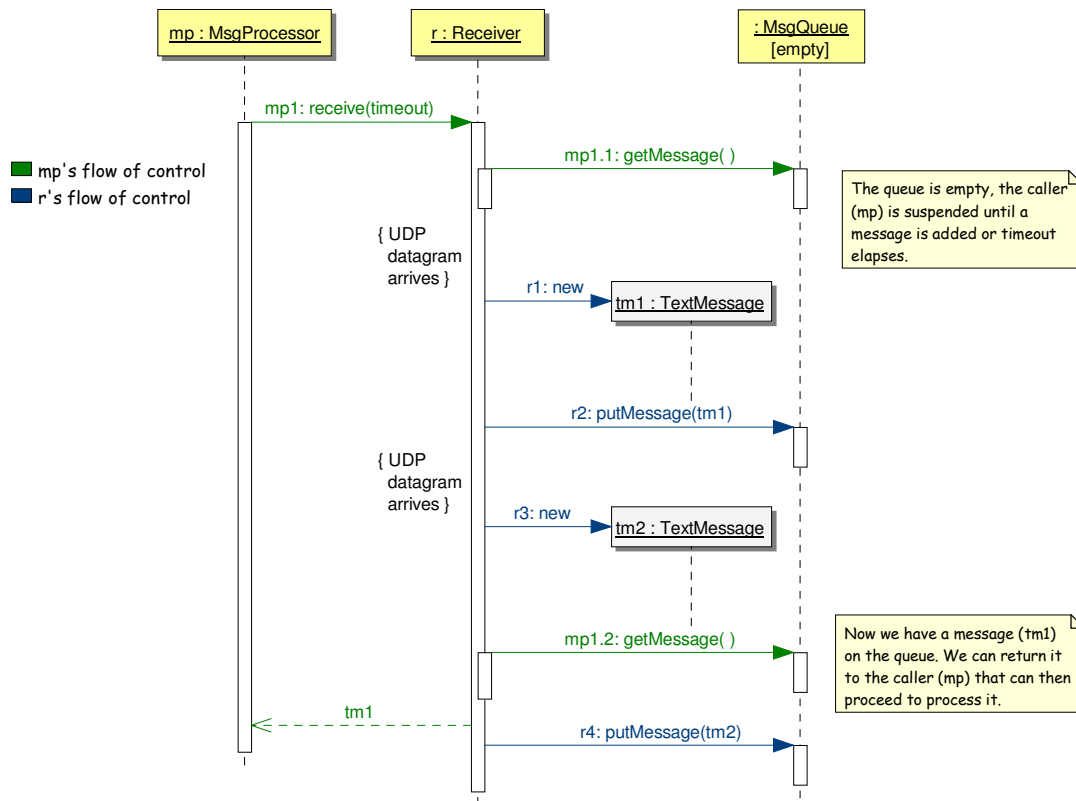 mp : MsgProcessor
r : Receiver
: MsgQueue
[empty]
mp1: receive(timeout)
mp1.1: getMessage( )
mp's flow of control
r's flow of control
The queue is empty, the caller
(mp) is suspended until a
message is added or timeout
elapses.
{ UDP
datagram
arrives }
r1: new
tm1 : TextMessage
r2: putMessage(tm1)
{ UDP
datagram
arrives }
r3: new
tm2 : TextMessage
mp1.2: getMessage( )
Now we have a message (tm1)
on the queue. We can return it
to the caller (mp) that can then
proceed to process it.
tm1
r4: putMessage(tm2)